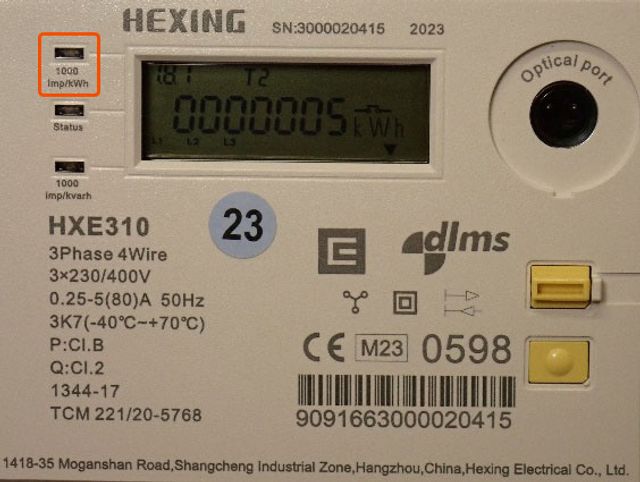 HEXING SN:3000020415 2023
1000
imp/kWh
Status
1000
imp/kvarh
1.8.1 T2
0000005 kWh
L1 L2 L3
Optical port
HXE310
23
3Phase 4Wire
3×230/400V
0.25-5(80)A 50Hz
3K7(-40℃~+70℃)
P:Cl.B
Q:Cl.2
1344-17
TCM 221/20-5768
dlms
CE M23 0598
9091663000020415
1418-35 Moganshan Road,Shangcheng Industrial Zone,Hangzhou,China,Hexing Electrical Co., Ltd.